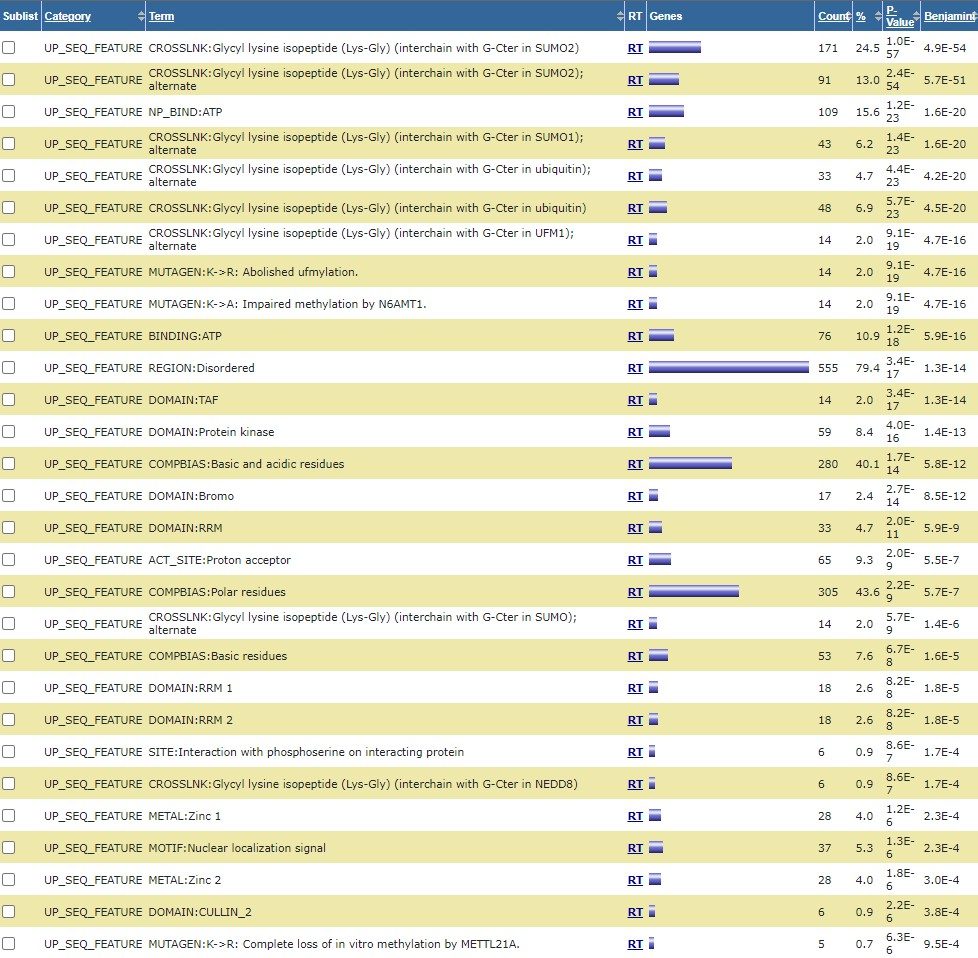 Sublist Category Term RT Genes Count % P-Value Benjamini
UP_SEQ_FEATURE CROSSLNK:Glycyl lysine isopeptide (Lys-Gly) (interchain with G-Cter in SUMO2) RT 171 24.5 1.0E-57 4.9E-54
UP_SEQ_FEATURE CROSSLNK:Glycyl lysine isopeptide (Lys-Gly) (interchain with G-Cter in SUMO2); alternate RT 91 13.0 2.4E-54 5.7E-51
UP_SEQ_FEATURE NP_BIND:ATP RT 109 15.6 1.2E-23 1.6E-20
UP_SEQ_FEATURE CROSSLNK:Glycyl lysine isopeptide (Lys-Gly) (interchain with G-Cter in SUMO1); alternate RT 43 6.2 1.4E-23 1.6E-20
UP_SEQ_FEATURE CROSSLNK:Glycyl lysine isopeptide (Lys-Gly) (interchain with G-Cter in ubiquitin); alternate RT 33 4.7 4.4E-23 4.2E-20
UP_SEQ_FEATURE CROSSLNK:Glycyl lysine isopeptide (Lys-Gly) (interchain with G-Cter in ubiquitin) RT 48 6.9 5.7E-23 4.5E-20
UP_SEQ_FEATURE CROSSLNK:Glycyl lysine isopeptide (Lys-Gly) (interchain with G-Cter in UFM1); alternate RT 14 2.0 9.1E-19 4.7E-16
UP_SEQ_FEATURE MUTAGEN:K->R: Abolished ufmylation. RT 14 2.0 9.1E-19 4.7E-16
UP_SEQ_FEATURE MUTAGEN:K->A: Impaired methylation by N6AMT1. RT 14 2.0 9.1E-19 4.7E-16
UP_SEQ_FEATURE BINDING:ATP RT 76 10.9 1.2E-18 5.9E-16
UP_SEQ_FEATURE REGION:Disordered RT 555 79.4 3.4E-17 1.3E-14
UP_SEQ_FEATURE DOMAIN:TAF RT 14 2.0 3.4E-17 1.3E-14
UP_SEQ_FEATURE DOMAIN:Protein kinase RT 59 8.4 4.0E-16 1.4E-13
UP_SEQ_FEATURE COMPBIAS:Basic and acidic residues RT 280 40.1 1.7E-14 5.8E-12
UP_SEQ_FEATURE DOMAIN:Bromo RT 17 2.4 2.7E-14 8.5E-12
UP_SEQ_FEATURE DOMAIN:RRM RT 33 4.7 2.0E-11 5.9E-9
UP_SEQ_FEATURE ACT_SITE:Proton acceptor RT 65 9.3 2.0E-9 5.5E-7
UP_SEQ_FEATURE COMPBIAS:Polar residues RT 305 43.6 2.2E-9 5.7E-7
UP_SEQ_FEATURE CROSSLNK:Glycyl lysine isopeptide (Lys-Gly) (interchain with G-Cter in SUMO); alternate RT 14 2.0 5.7E-9 1.4E-6
UP_SEQ_FEATURE COMPBIAS:Basic residues RT 53 7.6 6.7E-8 1.6E-5
UP_SEQ_FEATURE DOMAIN:RRM 1 RT 18 2.6 8.2E-8 1.8E-5
UP_SEQ_FEATURE DOMAIN:RRM 2 RT 18 2.6 8.2E-8 1.8E-5
UP_SEQ_FEATURE SITE:Interaction with phosphoserine on interacting protein RT 6 0.9 8.6E-7 1.7E-4
UP_SEQ_FEATURE CROSSLNK:Glycyl lysine isopeptide (Lys-Gly) (interchain with G-Cter in NEDD8) RT 6 0.9 8.6E-7 1.7E-4
UP_SEQ_FEATURE METAL:Zinc 1 RT 28 4.0 1.2E-6 2.3E-4
UP_SEQ_FEATURE MOTIF:Nuclear localization signal RT 37 5.3 1.3E-6 2.3E-4
UP_SEQ_FEATURE METAL:Zinc 2 RT 28 4.0 1.8E-6 3.0E-4
UP_SEQ_FEATURE DOMAIN:CULLIN_2 RT 6 0.9 2.2E-6 3.8E-4
UP_SEQ_FEATURE MUTAGEN:K->R: Complete loss of in vitro methylation by METTL21A. RT 5 0.7 6.3E-6 9.5E-4